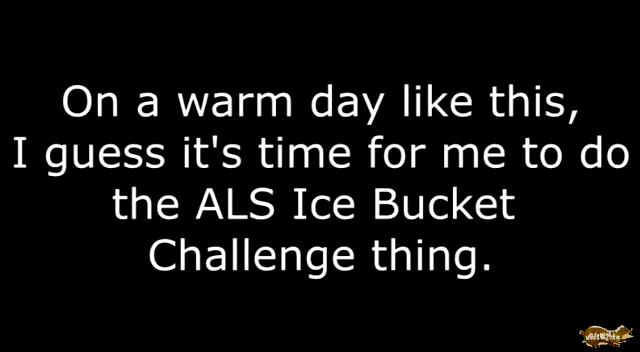 On a warm day like this,
I guess it's time for me to do
the ALS Ice Bucket
Challenge thing.